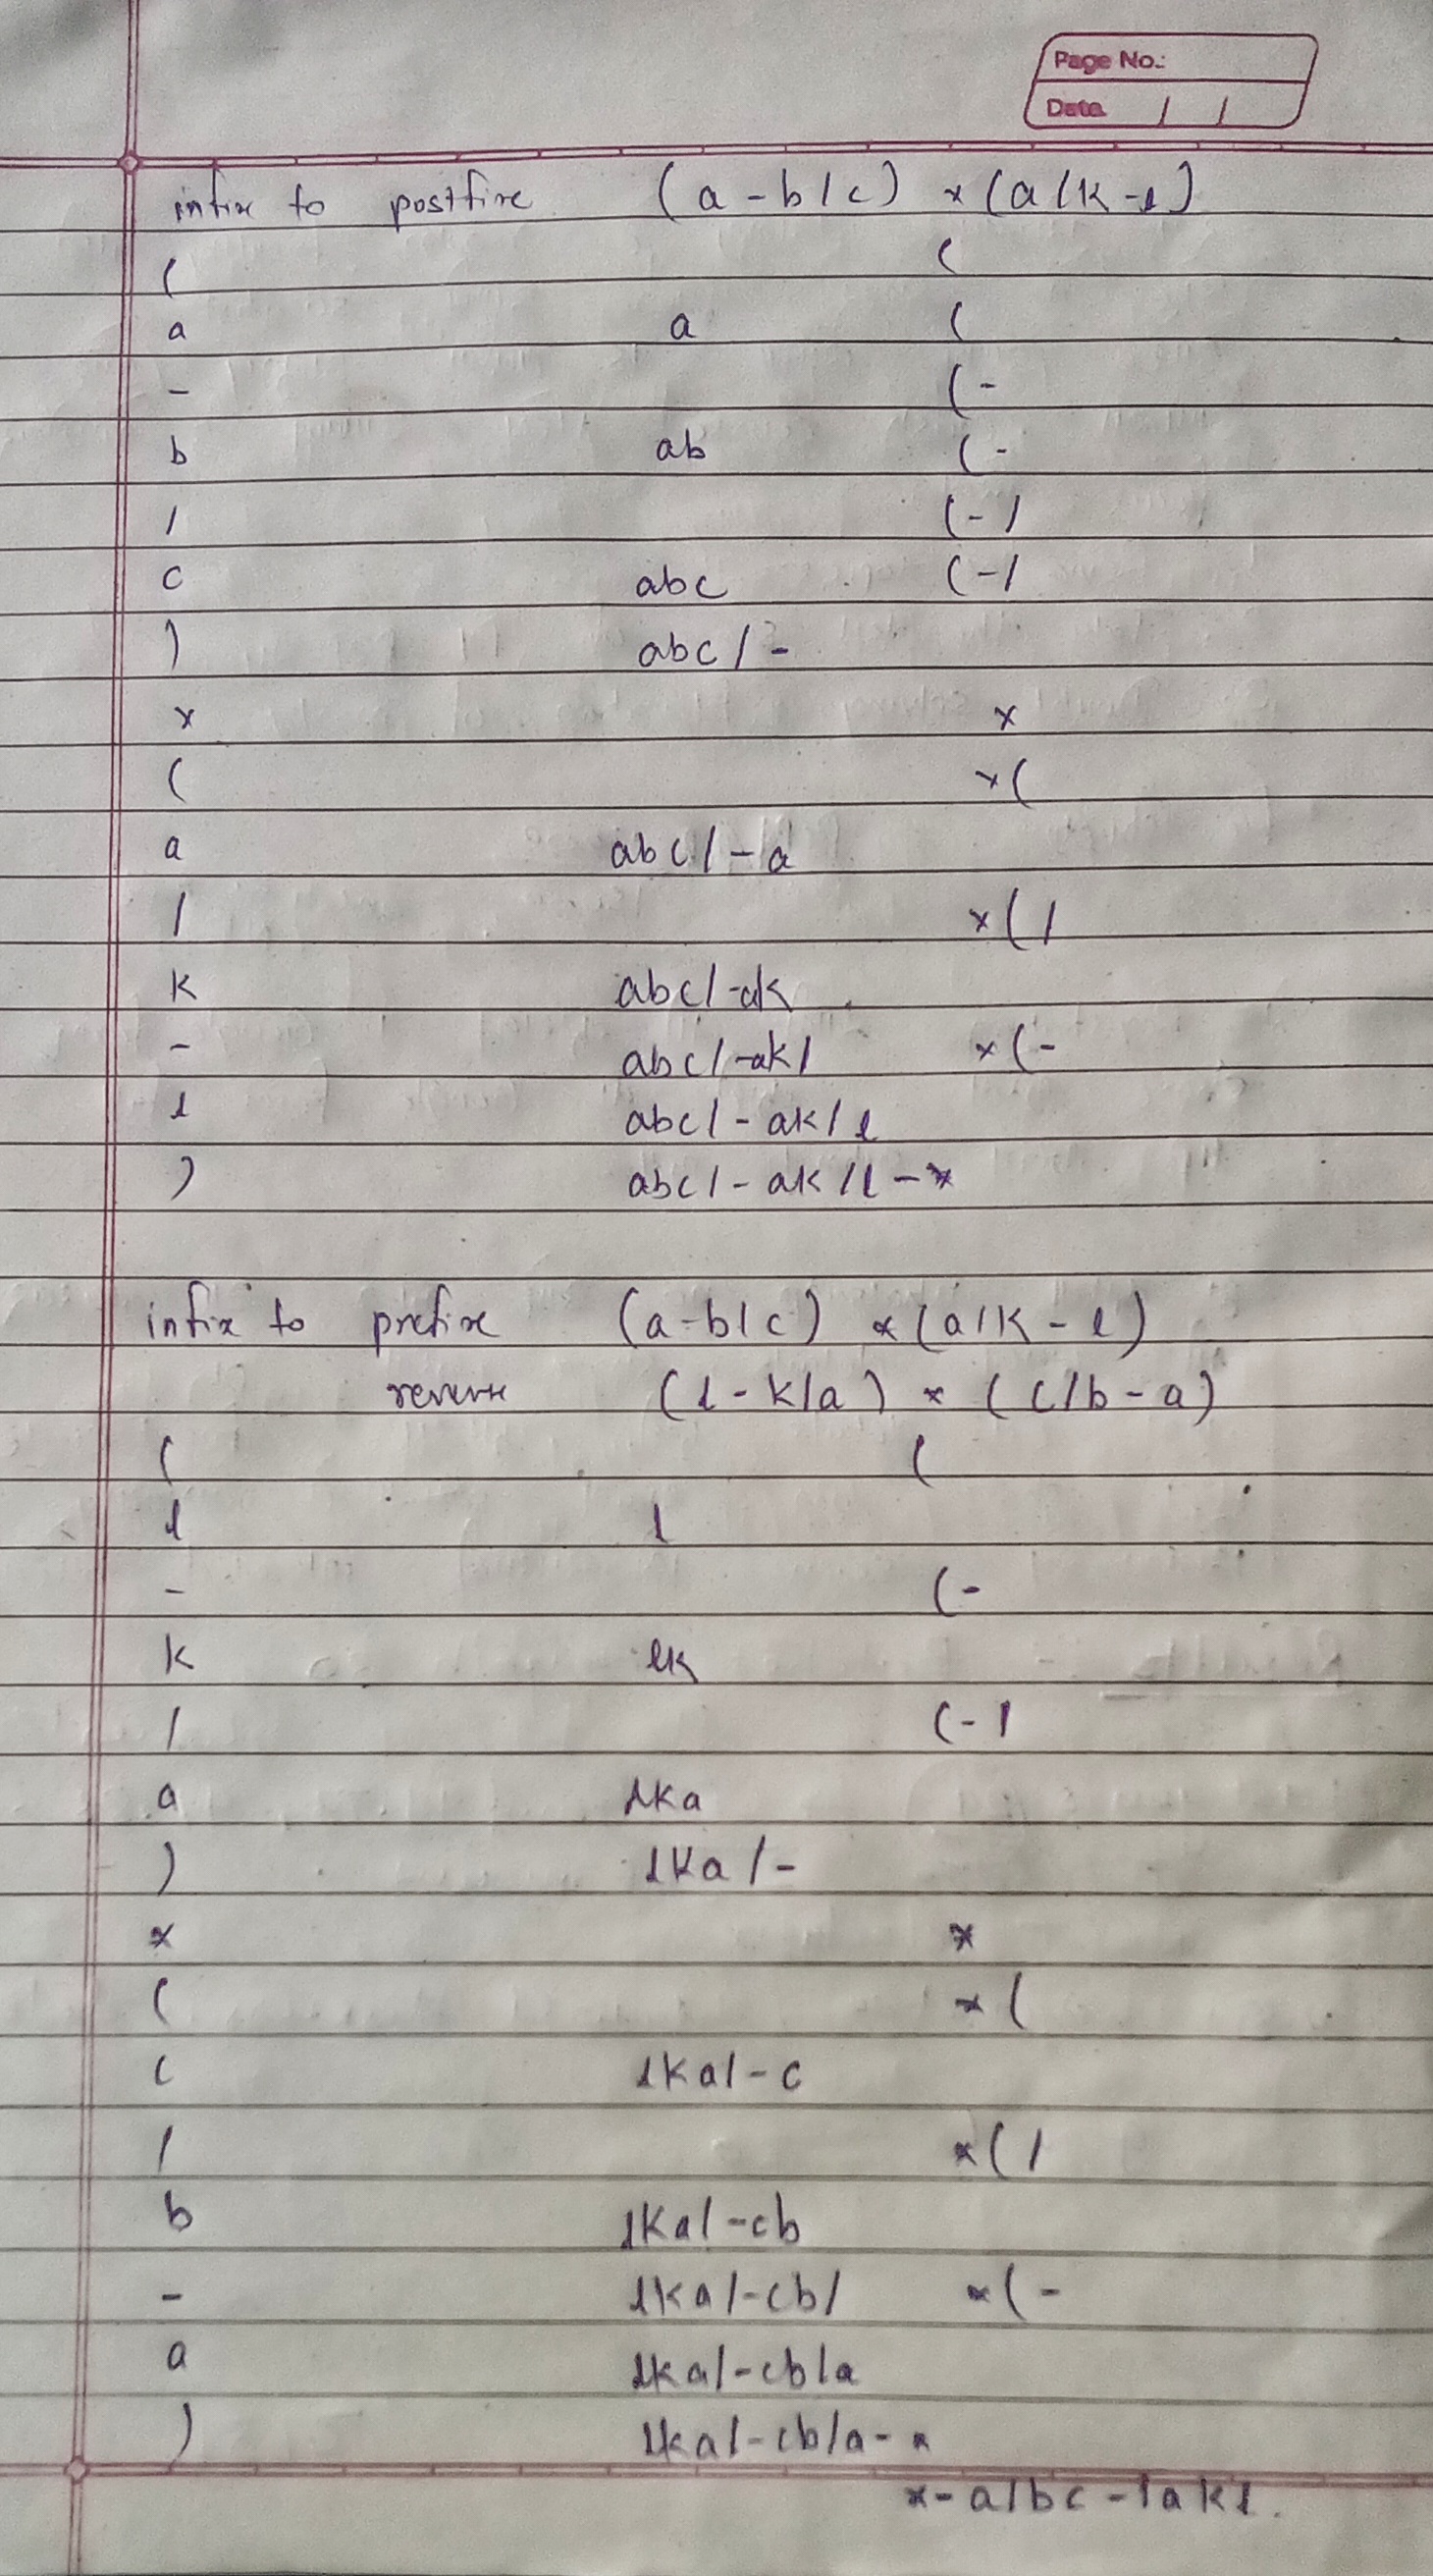 Page No.:
Date / /
infix to postfix (a - b / c) * (a / k - l)
( (
a a (
- (-
b ab (-
/ (-/
c abc (-/
) abc/-
* *
( *(
a abc/-a
/ *(/
k abc/-ak
- abc/-ak/ *(-
l abc/-ak/l
) abc/-ak/l-*
infix to prefix (a-b/c) * (a/k-l)
reverse (l-k/a) * (c/b-a)
( (
l l
- (-
k lk
/ (-/
a lka
) lka/-
* *
( *(
c lka/-c
/ *(/
b lka/-cb
- lka/-cb/ *(-
a lka/-cb/a
) lka/-cb/a-*
*-a/bc-/akl.